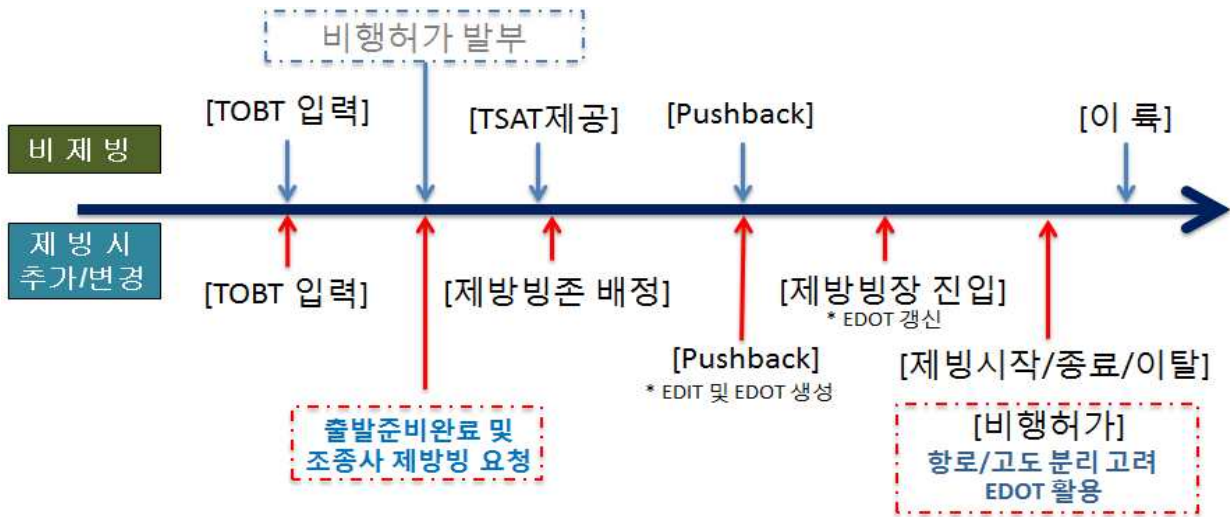 비행허가 발부
[TOBT 입력]
[TSAT제공]
[Pushback]
[이 륙]
비 제 빙
제 빙 시
추가/변경
[TOBT 입력]
[제방빙존 배정]
[제방빙장 진입]
* EDOT 갱신
[Pushback]
* EDIT 및 EDOT 생성
[제빙시작/종료/이탈]
출발준비완료 및
조종사 제방빙 요청
[비행허가]
항로/고도 분리 고려
EDOT 활용